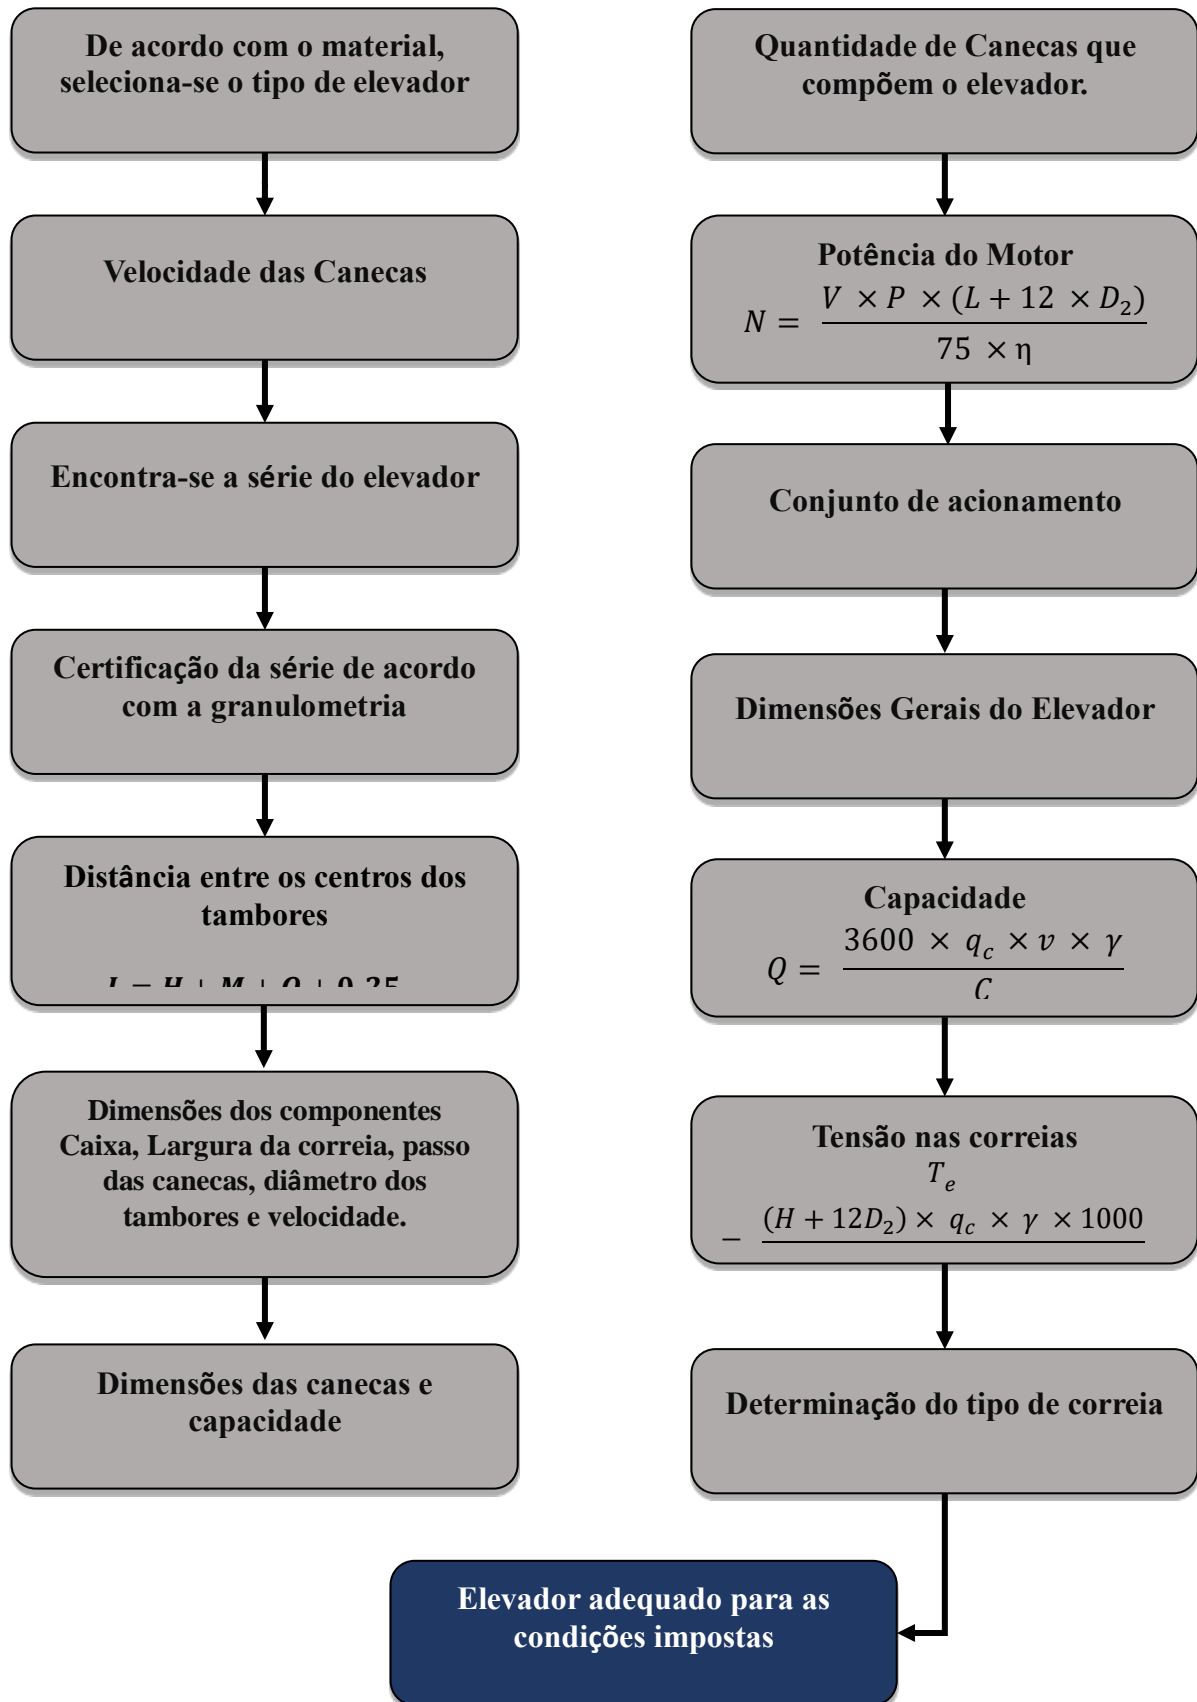 De acordo com o material,
seleciona-se o tipo de elevador
Velocidade das Canecas
Encontra-se a série do elevador
Certificação da série de acordo
com a granulometria
Distância entre os centros dos
tambores
Dimensões dos componentes
Caixa, Largura da correia, passo
das canecas, diâmetro dos
tambores e velocidade.
Dimensões das canecas e
capacidade
Quantidade de Canecas que
compõem o elevador.
Potência do Motor
N = V × P × (L + 12 × D₂)
75 × η
Conjunto de acionamento
Dimensões Gerais do Elevador
Capacidade
Q = 3600 × q_c × v × γ
C
Tensão nas correias
T_e
(H + 12D₂) × q_c × γ × 1000
Determinação do tipo de correia
Elevador adequado para as
condições impostas